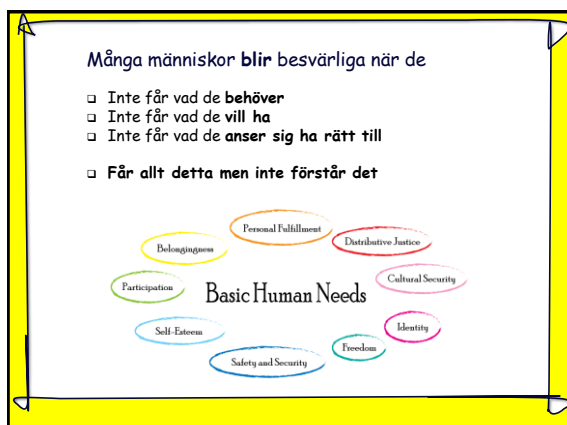 Många människor blir besvärliga när de
❑ Inte får vad de behöver
❑ Inte får vad de vill ha
❑ Inte får vad de anser sig ha rätt till
❑ Får allt detta men inte förstår det
Personal Fulfillment
Belongingness
Distributive Justice
Participation
Basic Human Needs
Cultural Security
Self-Esteem
Identity
Freedom
Safety and Security